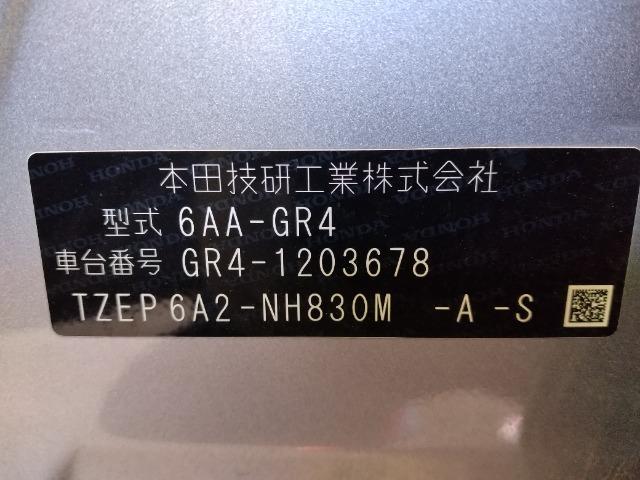 本田技研工業株式会社
型式 6AA-GR4
車台番号 GR4-1203678
TZEP 6A2-NH830M -A -S